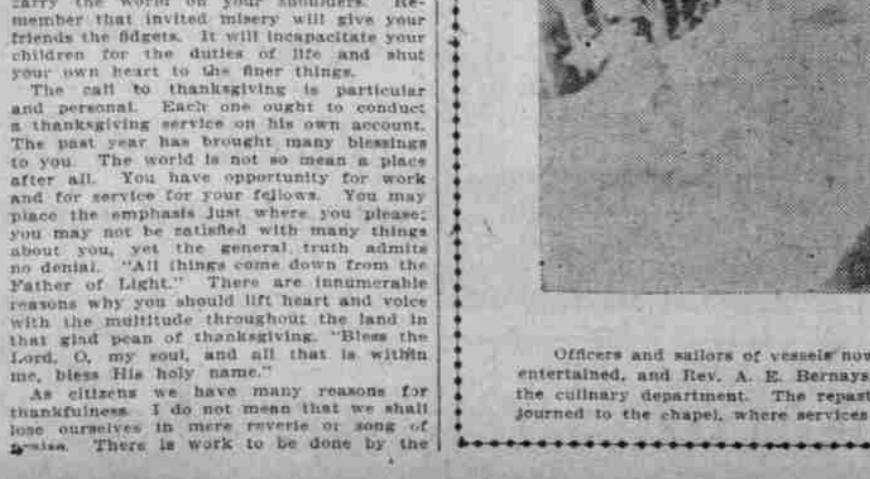 carry the world on your shoulders. Re-
member that invited misery will give your
friends the fidgets. It will incapacitate your
children for the duties of life and shut
your own heart to the finer things.
The call to thanksgiving is particular
and personal. Each one ought to conduct
a thanksgiving service on his own account.
The past year has brought many blessings
to you. The world is not so mean a place
after all. You have opportunity for work
and for service for your fellows. You may
place the emphasis just where you please;
you may not be satisfied with many things
about you, yet the general truth admits
no denial. "All things come down from the
Father of Light." There are innumerable
reasons why you should lift heart and voice
with the multitude throughout the land in
that glad pean of thanksgiving. "Bless the
Lord, O, my soul, and all that is within
me, bless His holy name."
As citizens we have many reasons for
thankfulness. I do not mean that we shall
lose ourselves in mere reverie or song of
praise. There is work to be done by the
Officers and sailors of vessels now
entertained, and Rev. A. E. Bernays
the culinary department. The repast
journed to the chapel, where services